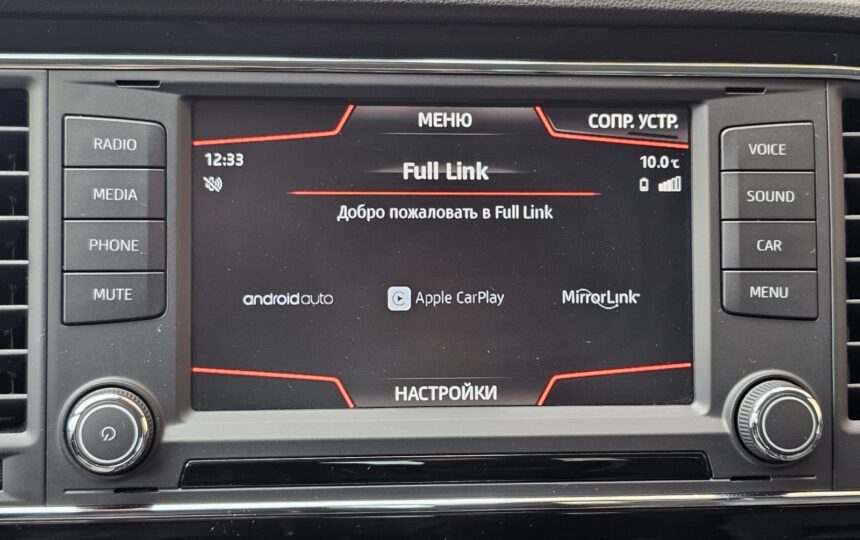 МЕНЮ
СОПР. УСТР.
12:33
Full Link
10.0℃
Добро пожаловать в Full Link
androidauto
Apple CarPlay
MirrorLink™
НАСТРОЙКИ
RADIO
MEDIA
PHONE
MUTE
VOICE
SOUND
CAR
MENU